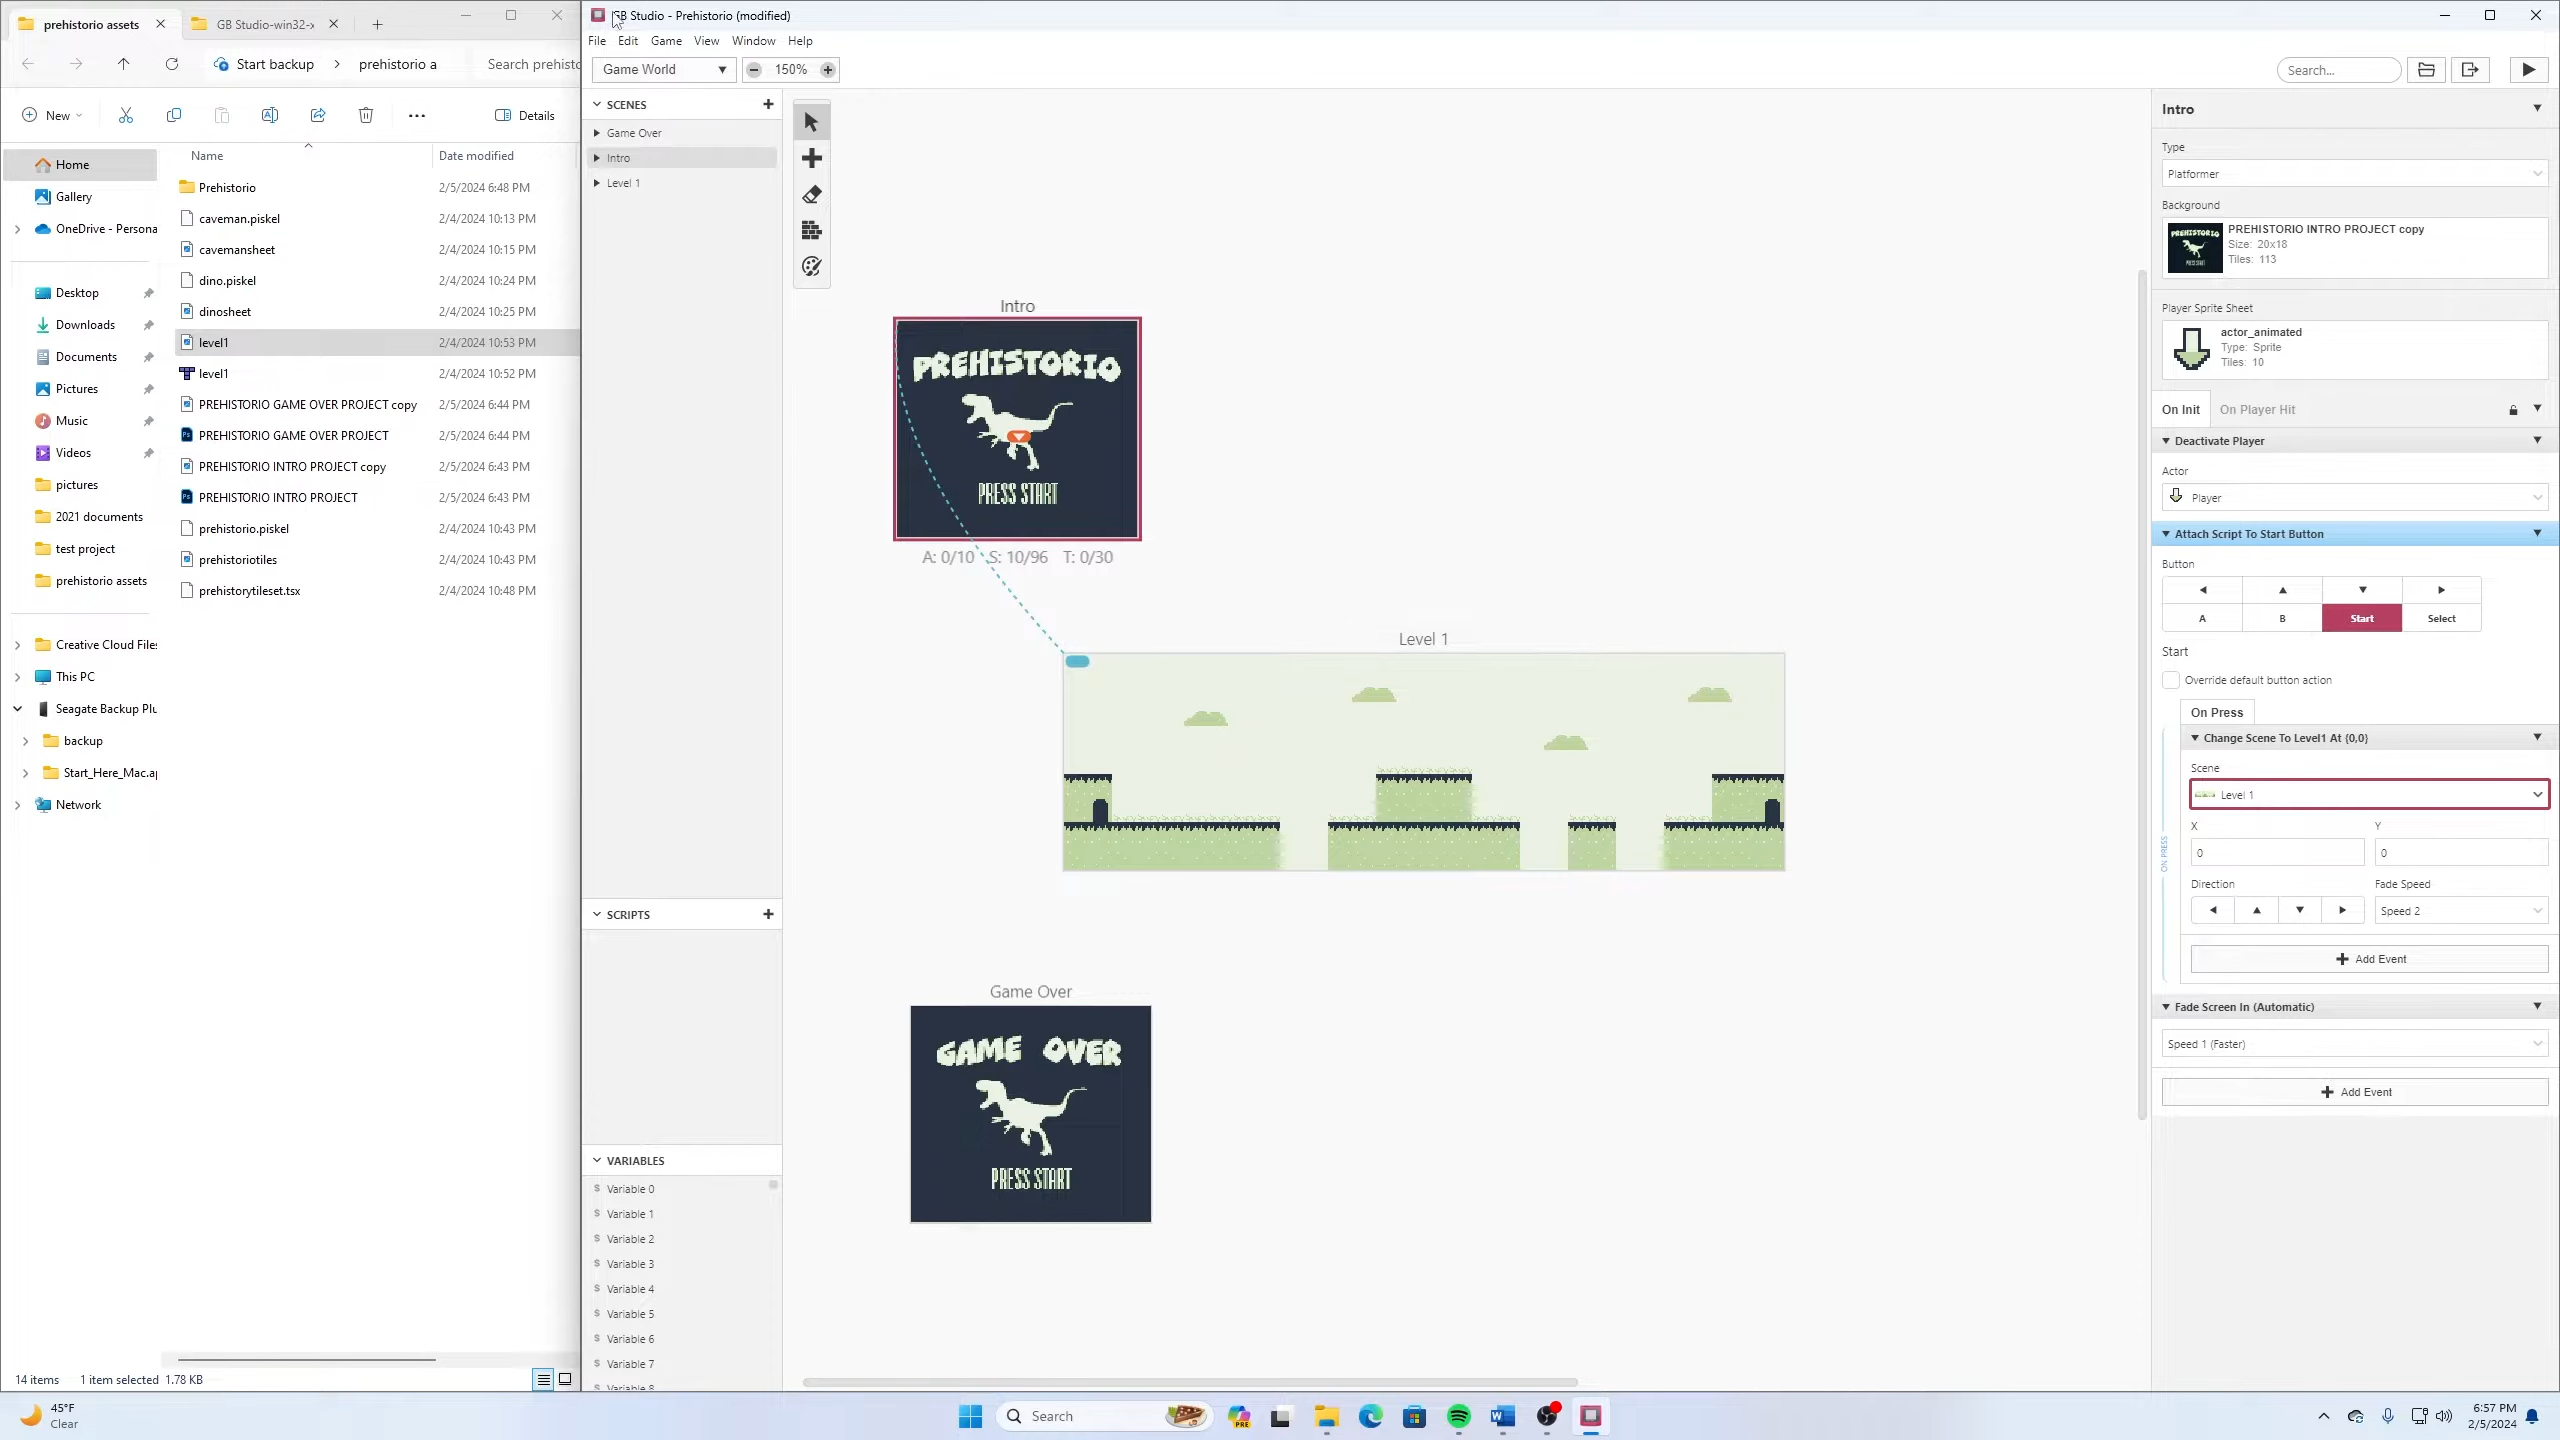 prehistorio assets
GB Studio-win32-x
Start backup
prehistorio a
Search prehisto
New
Details
Home
Gallery
OneDrive - Persona
Desktop
Downloads
Documents
Pictures
Music
Videos
pictures
2021 documents
test project
prehistorio assets
Creative Cloud Files
This PC
Seagate Backup Plu
backup
Start_Here_Mac.ap
Network
Name Date modified
Prehistorio 2/5/2024 6:48 PM
caveman.piskel 2/4/2024 10:13 PM
cavemansheet 2/4/2024 10:15 PM
dino.piskel 2/4/2024 10:24 PM
dinosheet 2/4/2024 10:25 PM
level1 2/4/2024 10:53 PM
level1 2/4/2024 10:52 PM
PREHISTORIO GAME OVER PROJECT copy 2/5/2024 6:44 PM
PREHISTORIO GAME OVER PROJECT 2/5/2024 6:44 PM
PREHISTORIO INTRO PROJECT copy 2/5/2024 6:43 PM
PREHISTORIO INTRO PROJECT 2/5/2024 6:43 PM
prehistorio.piskel 2/4/2024 10:43 PM
prehistoriotiles 2/4/2024 10:43 PM
prehistorytileset.tsx 2/4/2024 10:48 PM
14 items 1 item selected 1.78 KB
GB Studio - Prehistorio (modified)
File Edit Game View Window Help
Game World
150%
Search...
SCENES
Game Over
Intro
Level 1
SCRIPTS
VARIABLES
$ Variable 0
$ Variable 1
$ Variable 2
$ Variable 3
$ Variable 4
$ Variable 5
$ Variable 6
$ Variable 7
$ Variable 8
Intro
PREHISTORIO
PRESS START
A: 0/10 S: 10/96 T: 0/30
Level 1
Game Over
GAME OVER
PRESS START
Intro
Type
Platformer
Background
PREHISTORIO
PREHISTORIO INTRO PROJECT copy
Size: 20x18
Tiles: 113
Player Sprite Sheet
actor_animated
Type: Sprite
Tiles: 10
On Init
On Player Hit
Deactivate Player
Actor
Player
Attach Script To Start Button
Button
A B Start Select
Start
Override default button action
On Press
ON PRESS
Change Scene To Level1 At {0,0}
Scene
Level 1
X Y
0 0
Direction Fade Speed
Speed 2
Add Event
Fade Screen In (Automatic)
Speed 1 (Faster)
Add Event
45°F
Clear
Search
PRE
6:57 PM
2/5/2024